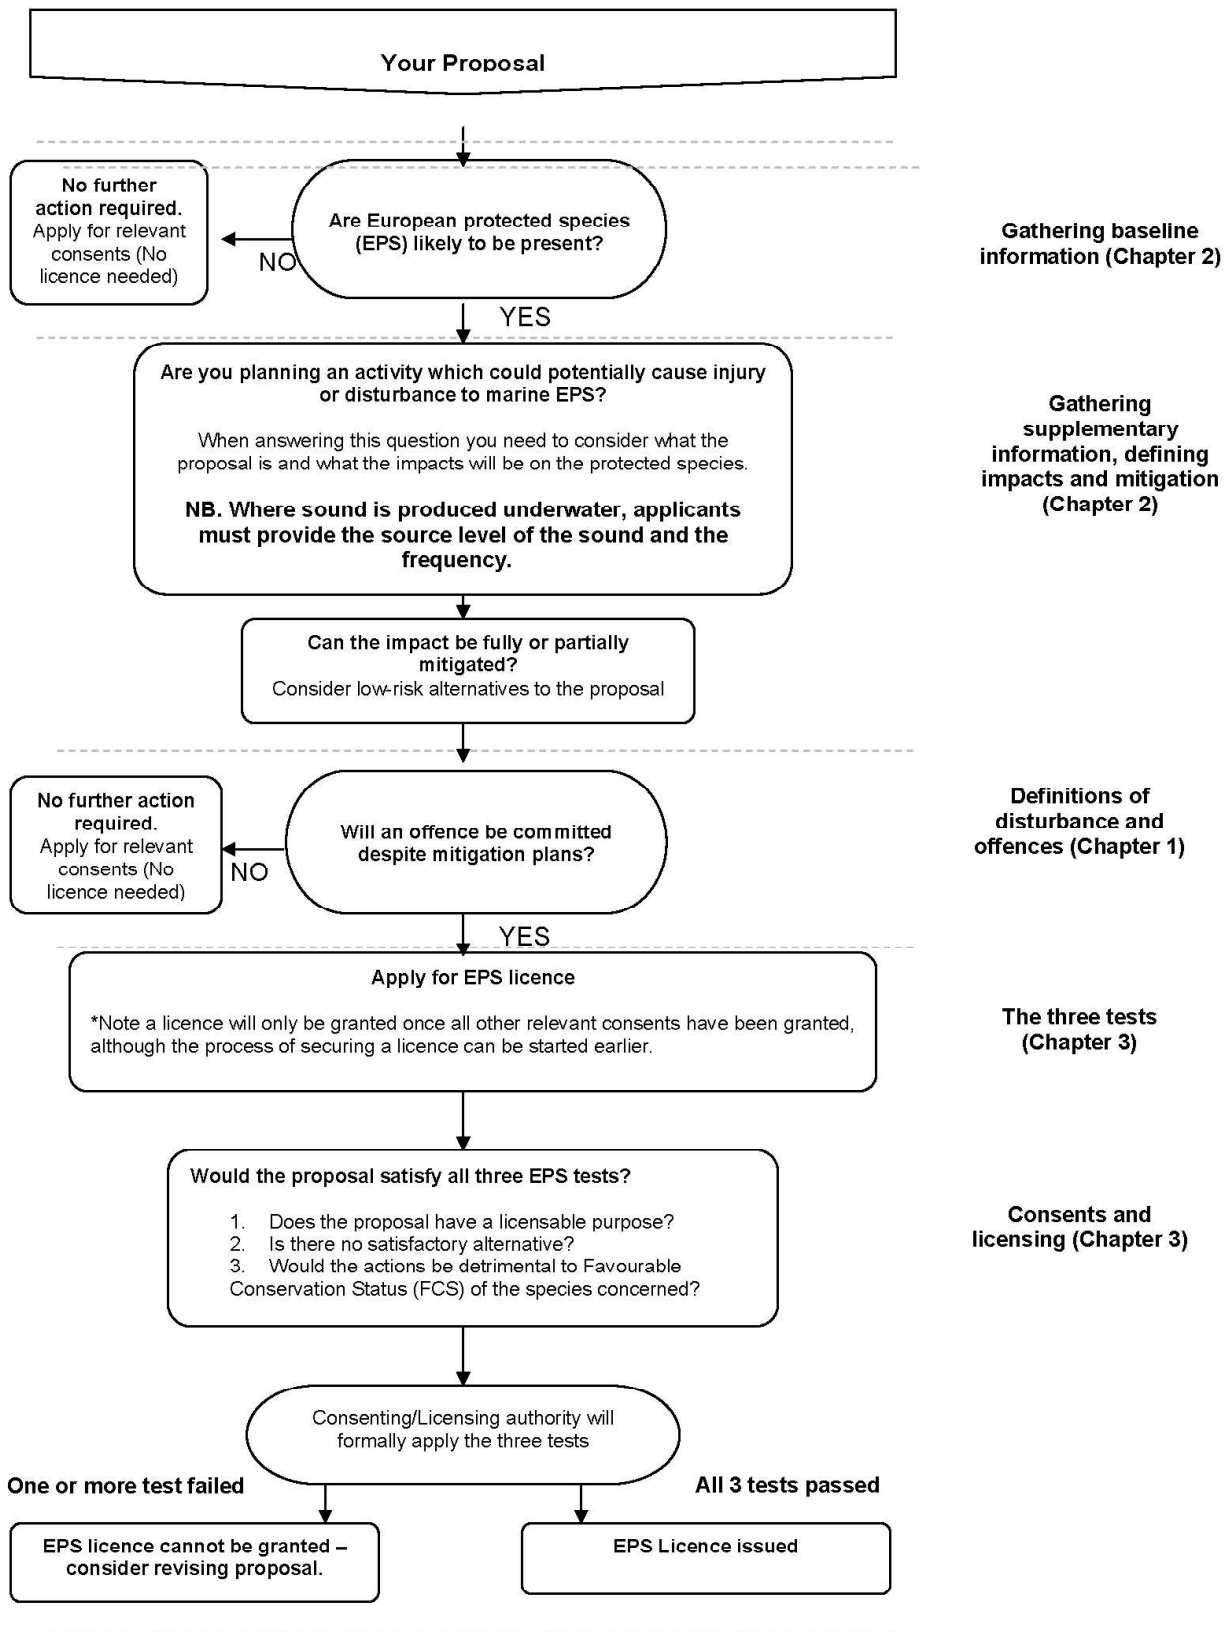 Your Proposal
No further
action required.
Apply for relevant
consents (No
licence needed)
NO
Are European protected species
(EPS) likely to be present?
Gathering baseline
information (Chapter 2)
YES
Are you planning an activity which could potentially cause injury
or disturbance to marine EPS?
When answering this question you need to consider what the
proposal is and what the impacts will be on the protected species.
NB. Where sound is produced underwater, applicants
must provide the source level of the sound and the
frequency.
Gathering
supplementary
information, defining
impacts and mitigation
(Chapter 2)
Can the impact be fully or partially
mitigated?
Consider low-risk alternatives to the proposal
No further action
required.
Apply for relevant
consents (No
licence needed)
NO
Will an offence be committed
despite mitigation plans?
Definitions of
disturbance and
offences (Chapter 1)
YES
Apply for EPS licence
*Note a licence will only be granted once all other relevant consents have been granted,
although the process of securing a licence can be started earlier.
The three tests
(Chapter 3)
Would the proposal satisfy all three EPS tests?
1. Does the proposal have a licensable purpose?
2. Is there no satisfactory alternative?
3. Would the actions be detrimental to Favourable
Conservation Status (FCS) of the species concerned?
Consents and
licensing (Chapter 3)
Consenting/Licensing authority will
formally apply the three tests
One or more test failed
All 3 tests passed
EPS licence cannot be granted –
consider revising proposal.
EPS Licence issued